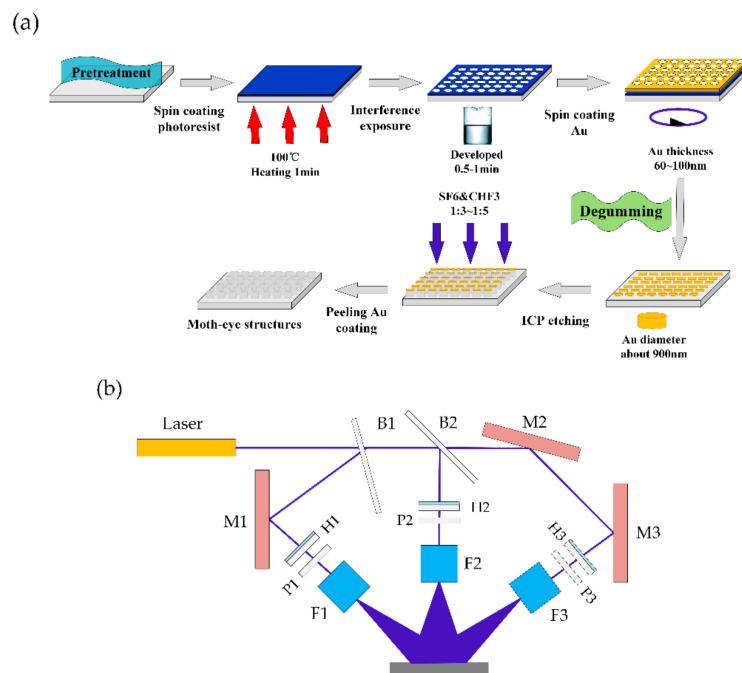 (a)
Pretreatment
Spin coating
photoresist
100℃
Heating 1min
Interference
exposure
Developed
0.5-1min
Spin coating
Au
Au thickness
60~100nm
Degumming
Au diameter
about 900nm
ICP etching
SF6&CHF3
1:3~1:5
Peeling Au
coating
Moth-eye structures
(b)
Laser
B1
B2
M2
M1
H1
P1
F1
P2
H2
F2
H3
P3
F3
M3